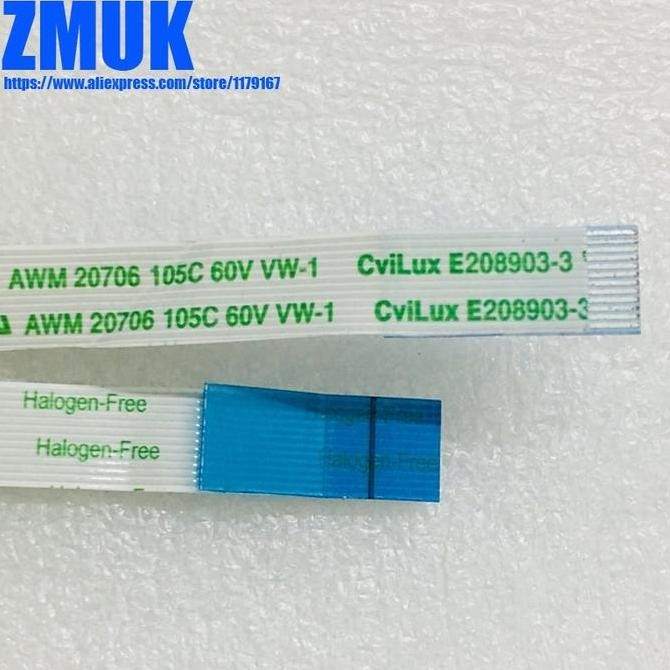 ZMUK
https://www.aliexpress.com/store/1179167
AWM 20706 105C 60V VW-1 CviLux E208903-3
AWM 20706 105C 60V VW-1 CviLux E208903-3
Halogen-Free
Halogen-Free
Halogen-Free
Halogen-Free